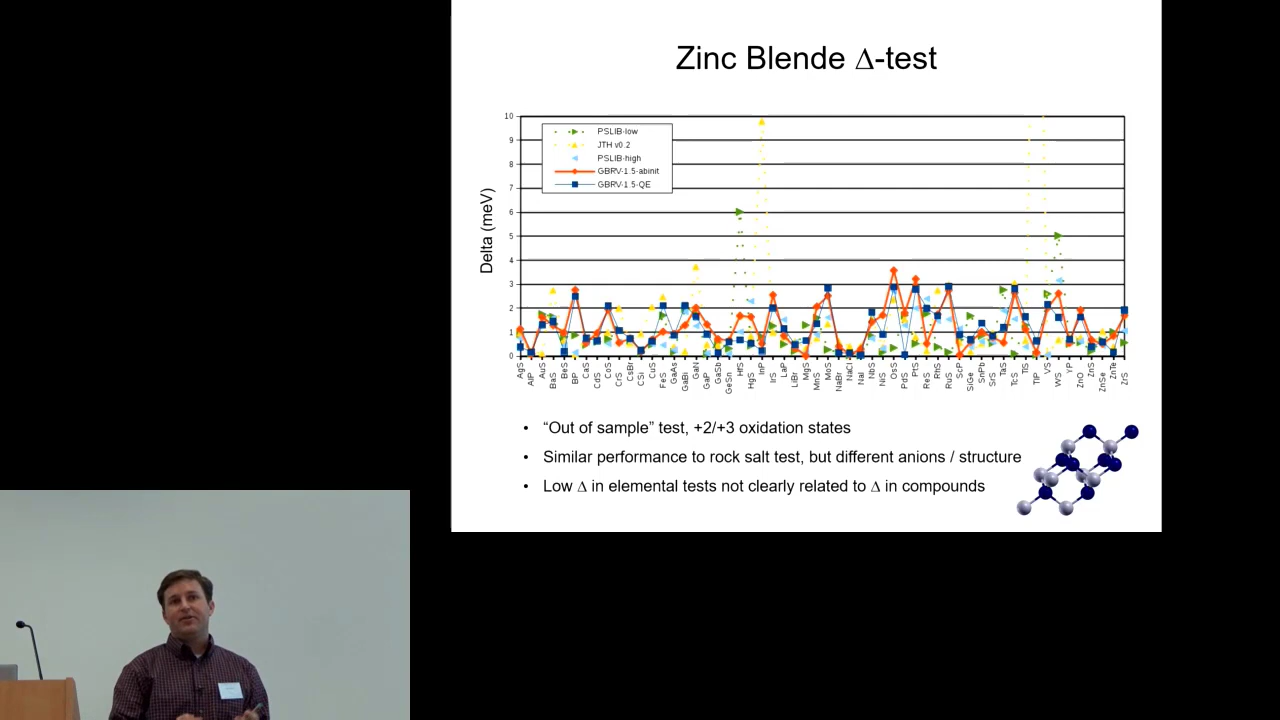 Zinc Blende Δ-test
Delta (meV)
10
9
8
7
6
5
4
3
2
1
0
PSLIB-low
JTH v0.2
PSLIB-high
GBRV-1.5-abinit
GBRV-1.5-QE
AgS AlP AuS BaS BeS BP CaS CdS CoS CrS CsBr CSi CuS FeS GaAs GaBr GaN GaP GaSb GeSn HfS HgS InP IrS LaP LiBr MgS MnS MoS NaBr NaCl NaI NbS NiS OsS PdS PtS ReS RhS RuS ScP SiGe SnPb SrS TaS TcS TiS TlP VS WS YP ZnO ZnS ZnSe ZnTe ZrS
• “Out of sample” test, +2/+3 oxidation states
• Similar performance to rock salt test, but different anions / structure
• Low Δ in elemental tests not clearly related to Δ in compounds